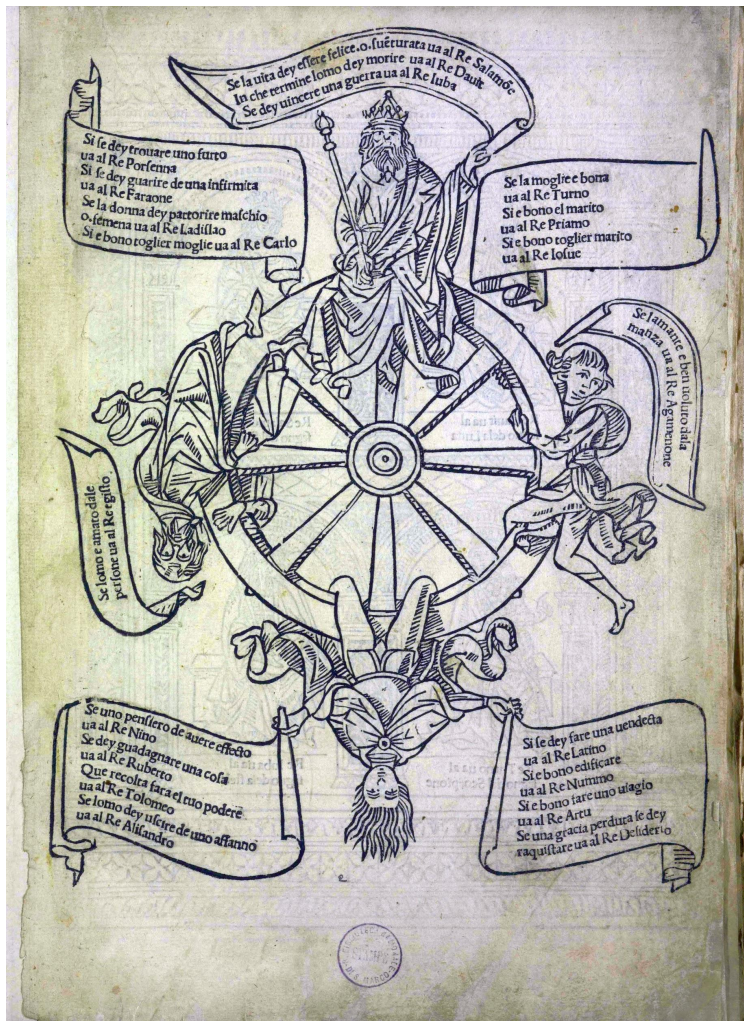 Se la uita dey essere felice .o. suēturata ua al Re Salamōe
In che termine lomo dey morire ua al Re Dauit
Se dey uincere una guerra ua al Re Iuba
Si se dey trouare uno furto
ua al Re Porsenna
Si se dey guarire de una infirmita
ua al Re Faraone
Se la donna dey partorire maschio
o. femena ua al Re Ladislao
Si e bono toglier moglie ua al Re Carlo
Se la moglie e bona
ua al Re Turno
Si e bono el marito
ua al Re Priamo
Si e bono toglier marito
ua al Re Iosue
Se lamante e ben uoluto dala
manza ua al Re Agamenone
Se lomo e amato dale
persone ua al Re egisto
Se uno pensiero de auere effecto
ua al Re Nino
Se dey guadagnare una cosa
ua al Re Ruberto
Que recolta fara el tuo podere
ua al Re Tolomeo
Se lomo dey uscire de uno affanno
ua al Re Alisandro
Si se dey fare una uendecta
ua al Re Latino
Si e bono edificare
ua al Re Nummo
Si e bono fare uno uiagio
ua al Re Artu
Se una gracia perduta se dey
raquistare ua al Re Desiderio